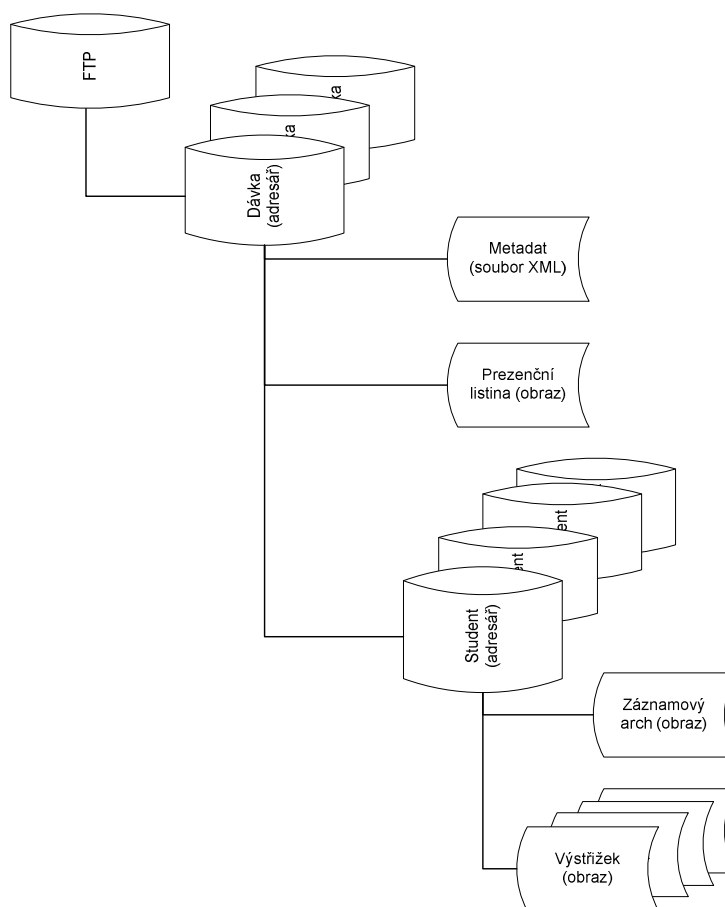 FTP
Dávka
(adresář)
Metadat
(soubor XML)
Prezenční
listina (obraz)
Student
(adresář)
Záznamový
arch (obraz)
Výstřižek
(obraz)